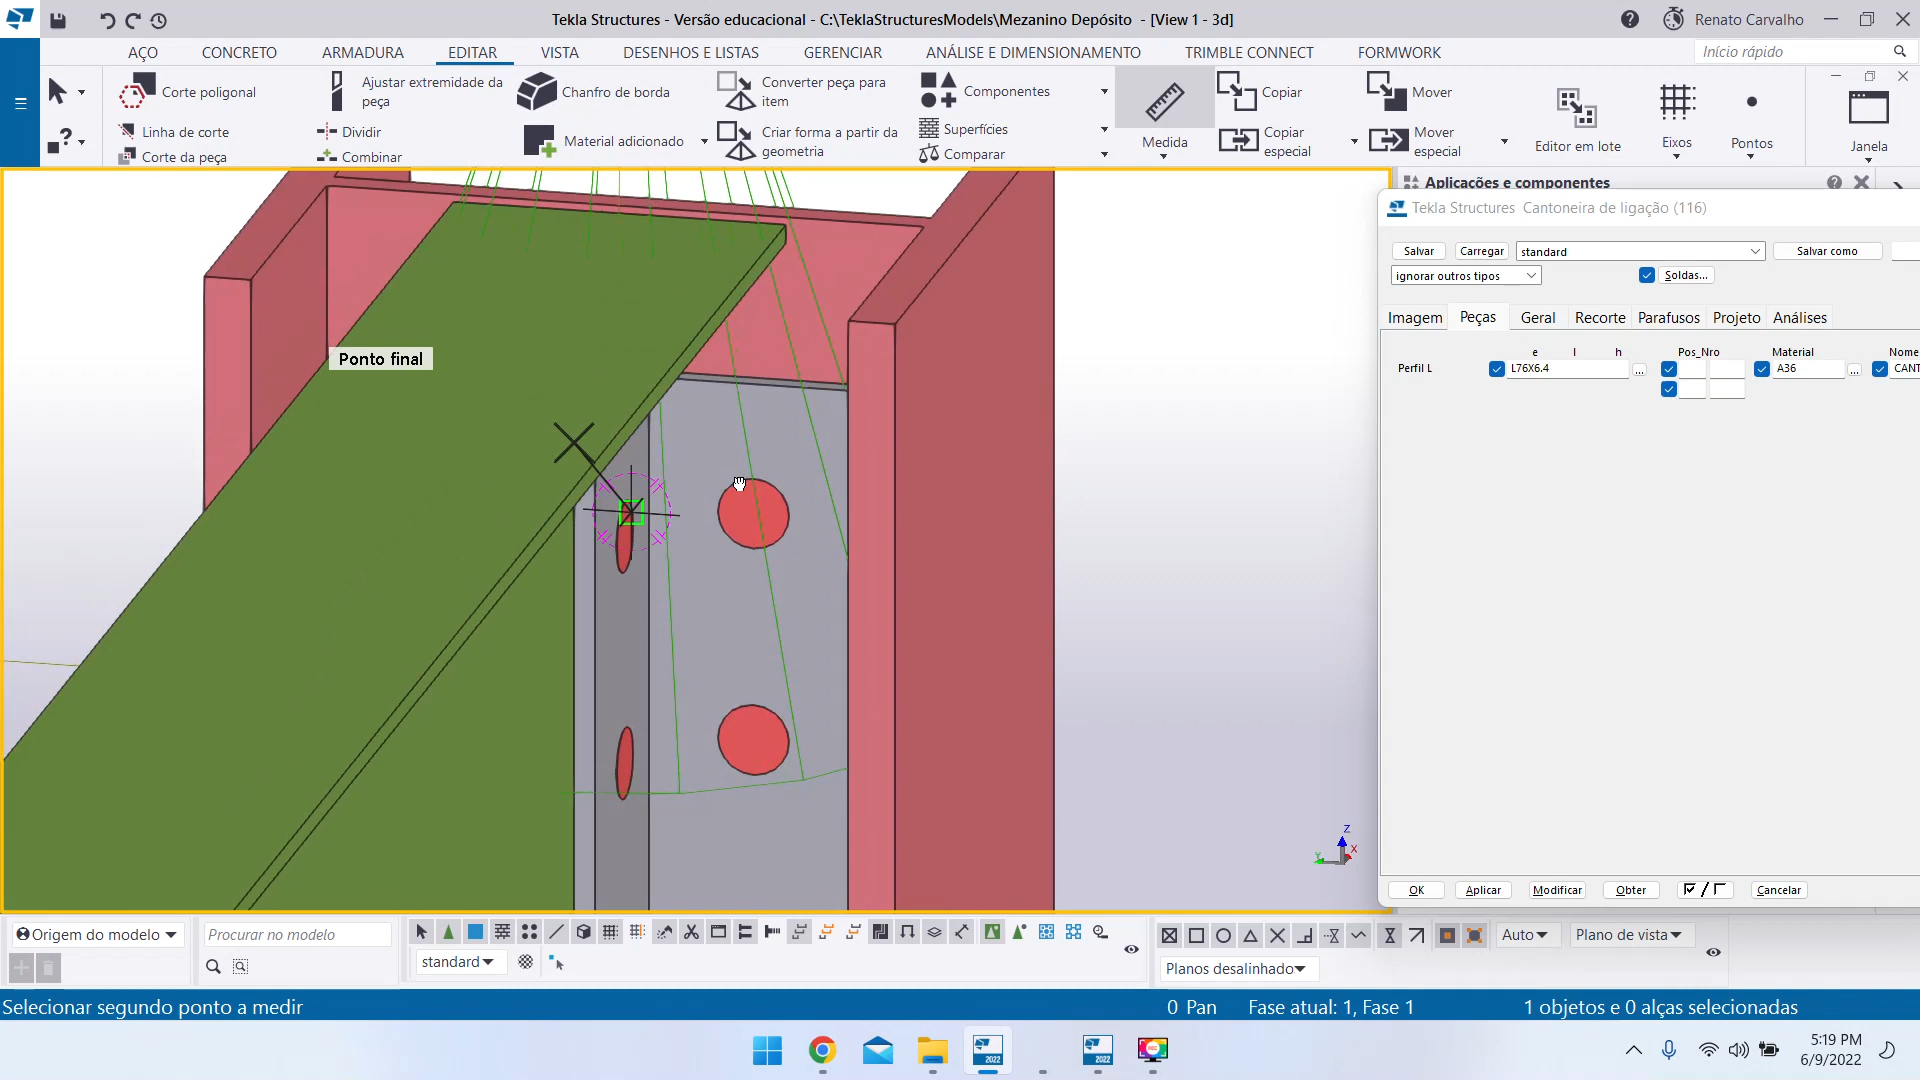 Tekla Structures - Versão educacional - C:\TeklaStructuresModels\Mezanino Depósito - [View 1 - 3d]
Renato Carvalho
AÇO CONCRETO ARMADURA EDITAR VISTA DESENHOS E LISTAS GERENCIAR ANÁLISE E DIMENSIONAMENTO TRIMBLE CONNECT FORMWORK
Início rápido
Corte poligonal
Linha de corte
Corte da peça
Ajustar extremidade da
peça
Dividir
Combinar
Chanfro de borda
Material adicionado
Converter peça para
item
Criar forma a partir da
geometria
Componentes
Superfícies
Comparar
Medida
Copiar
Copiar
especial
Mover
Mover
especial
Editor em lote
Eixos
Pontos
Janela
Aplicações e componentes
Tekla Structures Cantoneira de ligação (116)
Salvar Carregar standard Salvar como
ignorar outros tipos Soldas...
Imagem Peças Geral Recorte Parafusos Projeto Análises
e l h Pos_Nro Material Nome
Perfil L L76X6.4 ... A36 ... CANT
Ponto final
Z
X
Y
OK Aplicar Modificar Obter / Cancelar
Origem do modelo
Procurar no modelo
standard
Auto
Plano de vista
Planos desalinhado
Selecionar segundo ponto a medir
0 Pan Fase atual: 1, Fase 1 1 objetos e 0 alças selecionadas
2022
2022
REC
5:19 PM
6/9/2022